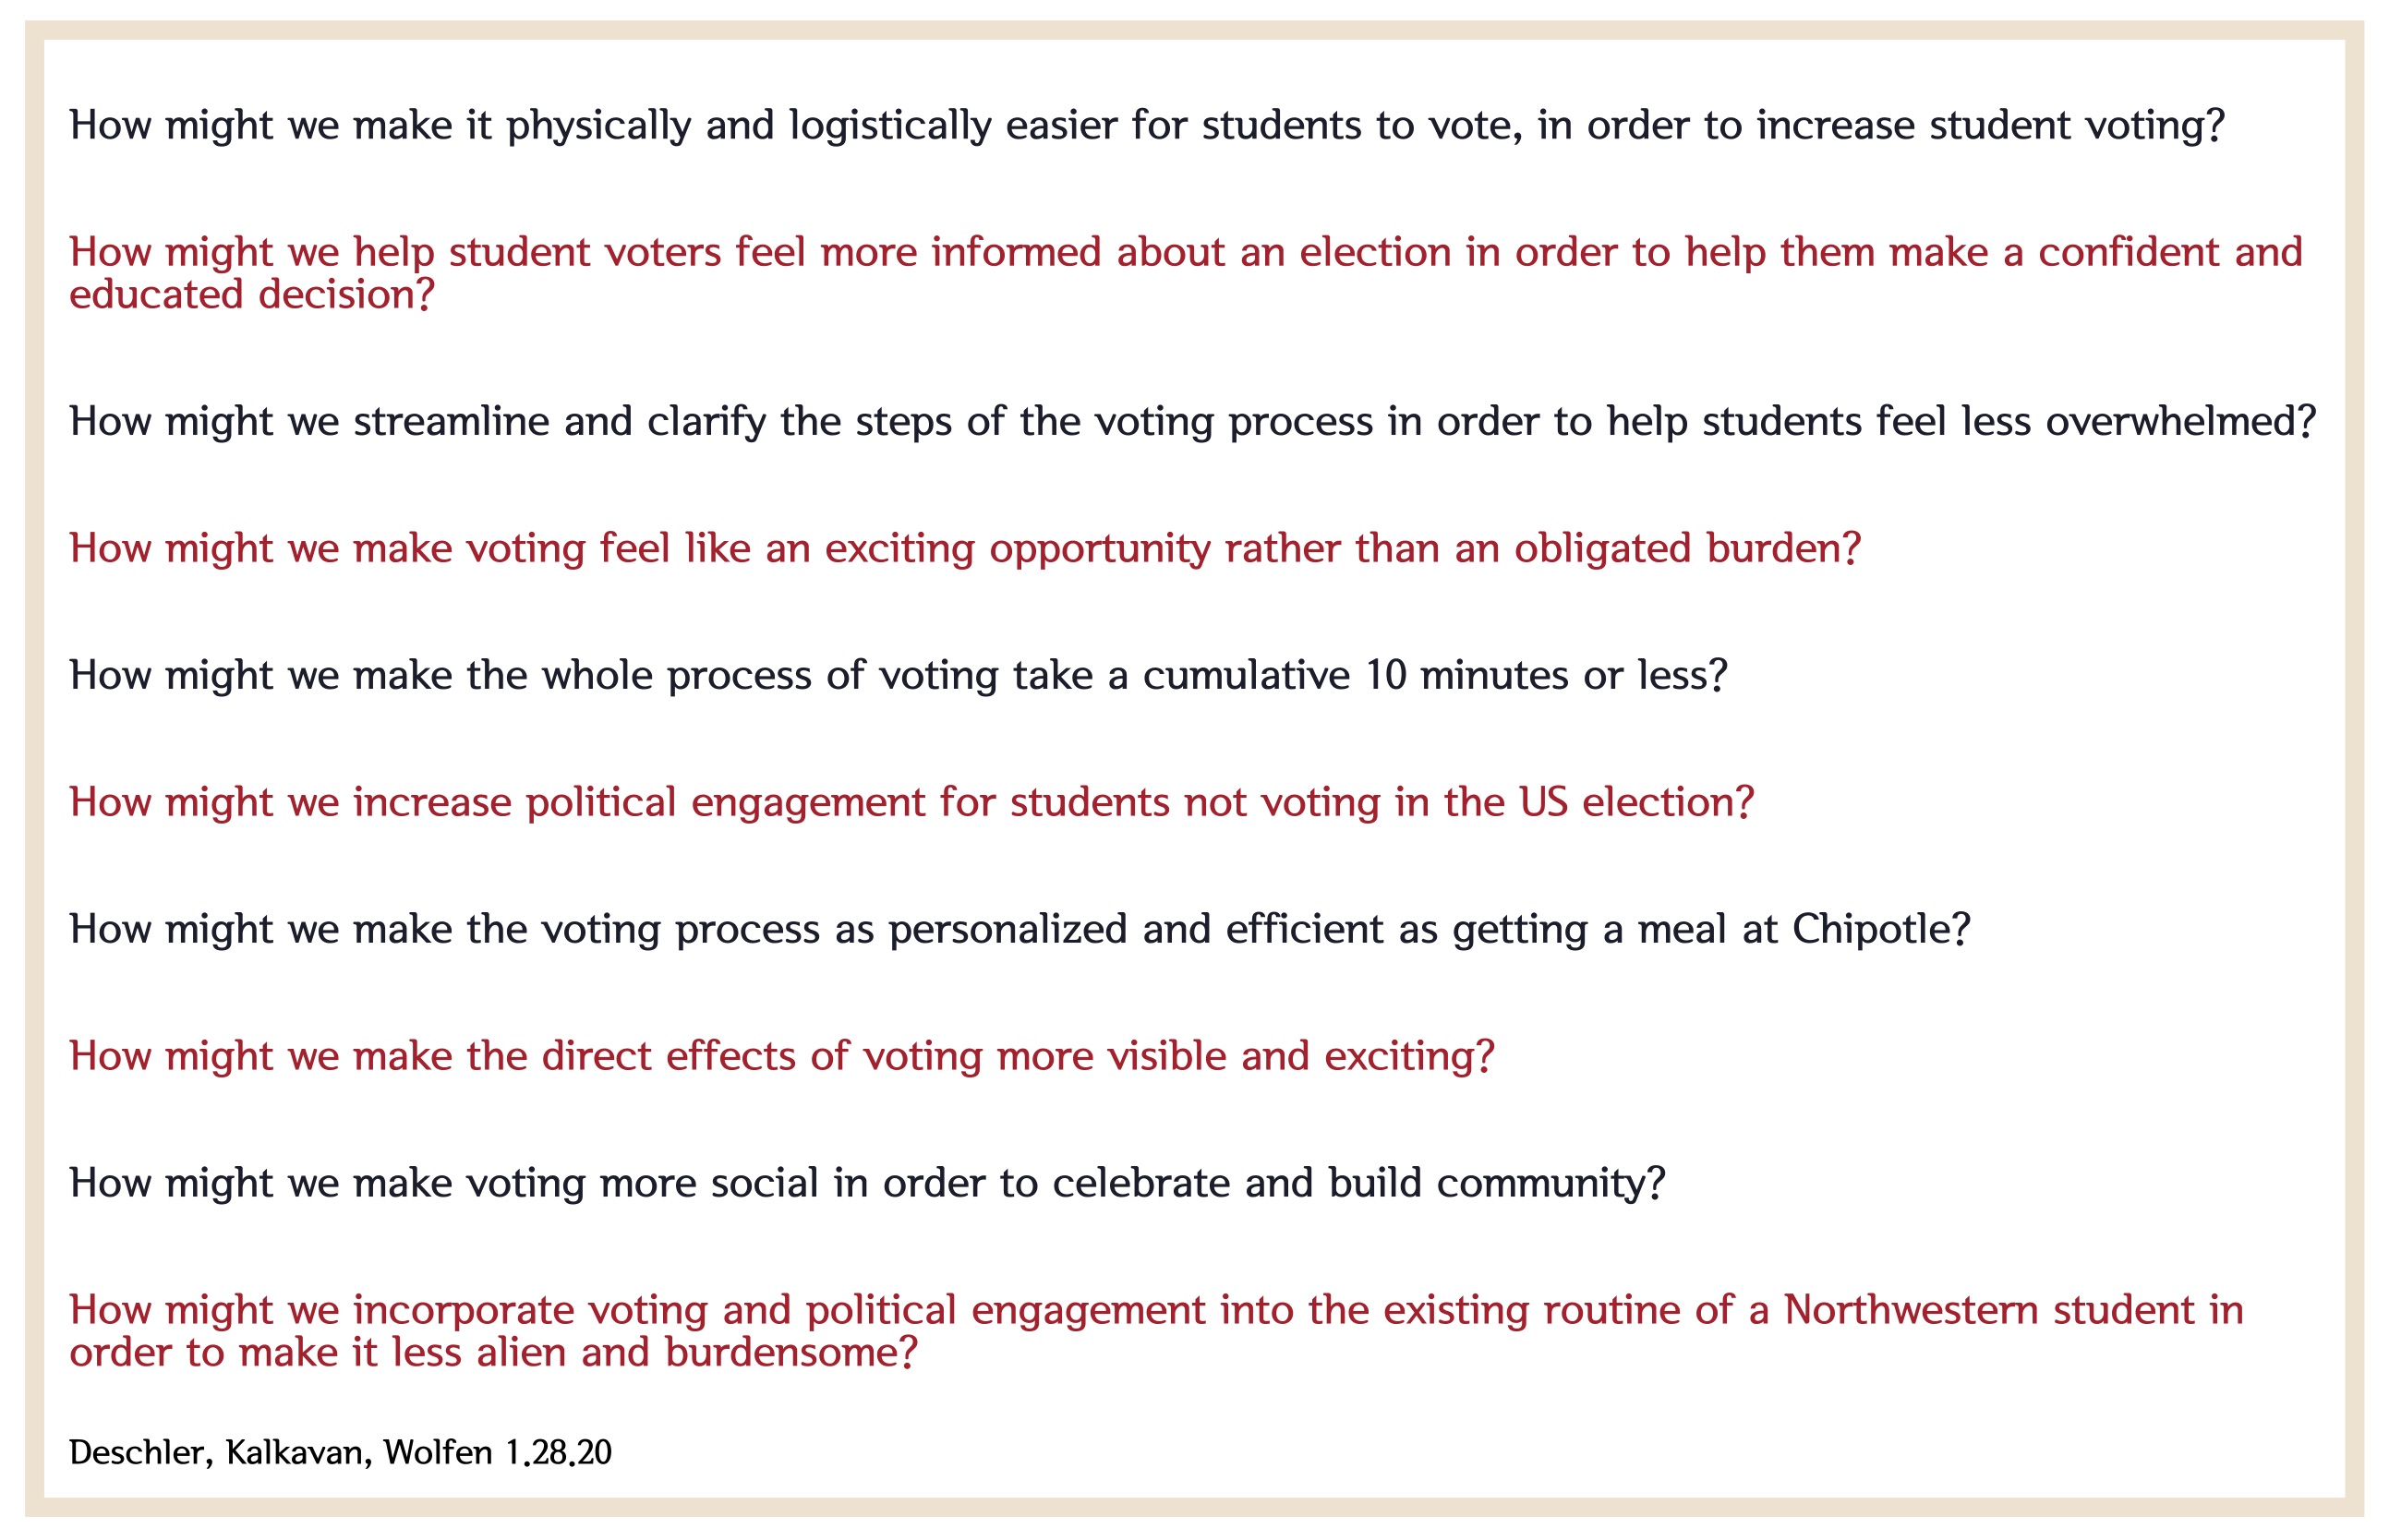 How might we make it physically and logistically easier for students to vote, in order to increase student voting?
How might we help student voters feel more informed about an election in order to help them make a confident and
educated decision?
How might we streamline and clarify the steps of the voting process in order to help students feel less overwhelmed?
How might we make voting feel like an exciting opportunity rather than an obligated burden?
How might we make the whole process of voting take a cumulative 10 minutes or less?
How might we increase political engagement for students not voting in the US election?
How might we make the voting process as personalized and efficient as getting a meal at Chipotle?
How might we make the direct effects of voting more visible and exciting?
How might we make voting more social in order to celebrate and build community?
How might we incorporate voting and political engagement into the existing routine of a Northwestern student in
order to make it less alien and burdensome?
Deschler, Kalkavan, Wolfen 1.28.20